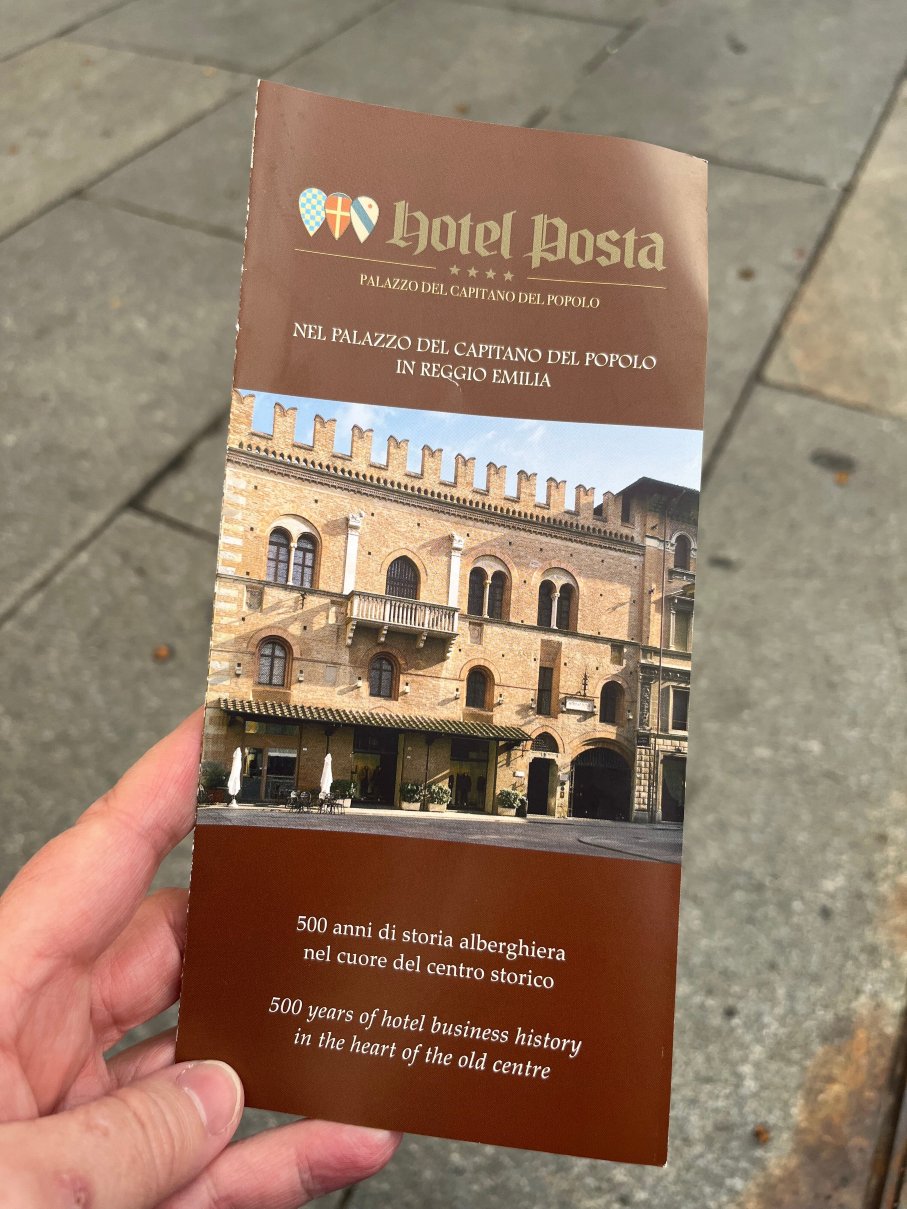 Hotel Posta
PALAZZO DEL CAPITANO DEL POPOLO
NEL PALAZZO DEL CAPITANO DEL POPOLO
IN REGGIO EMILIA
500 anni di storia alberghiera
nel cuore del centro storico
500 years of hotel business history
in the heart of the old centre